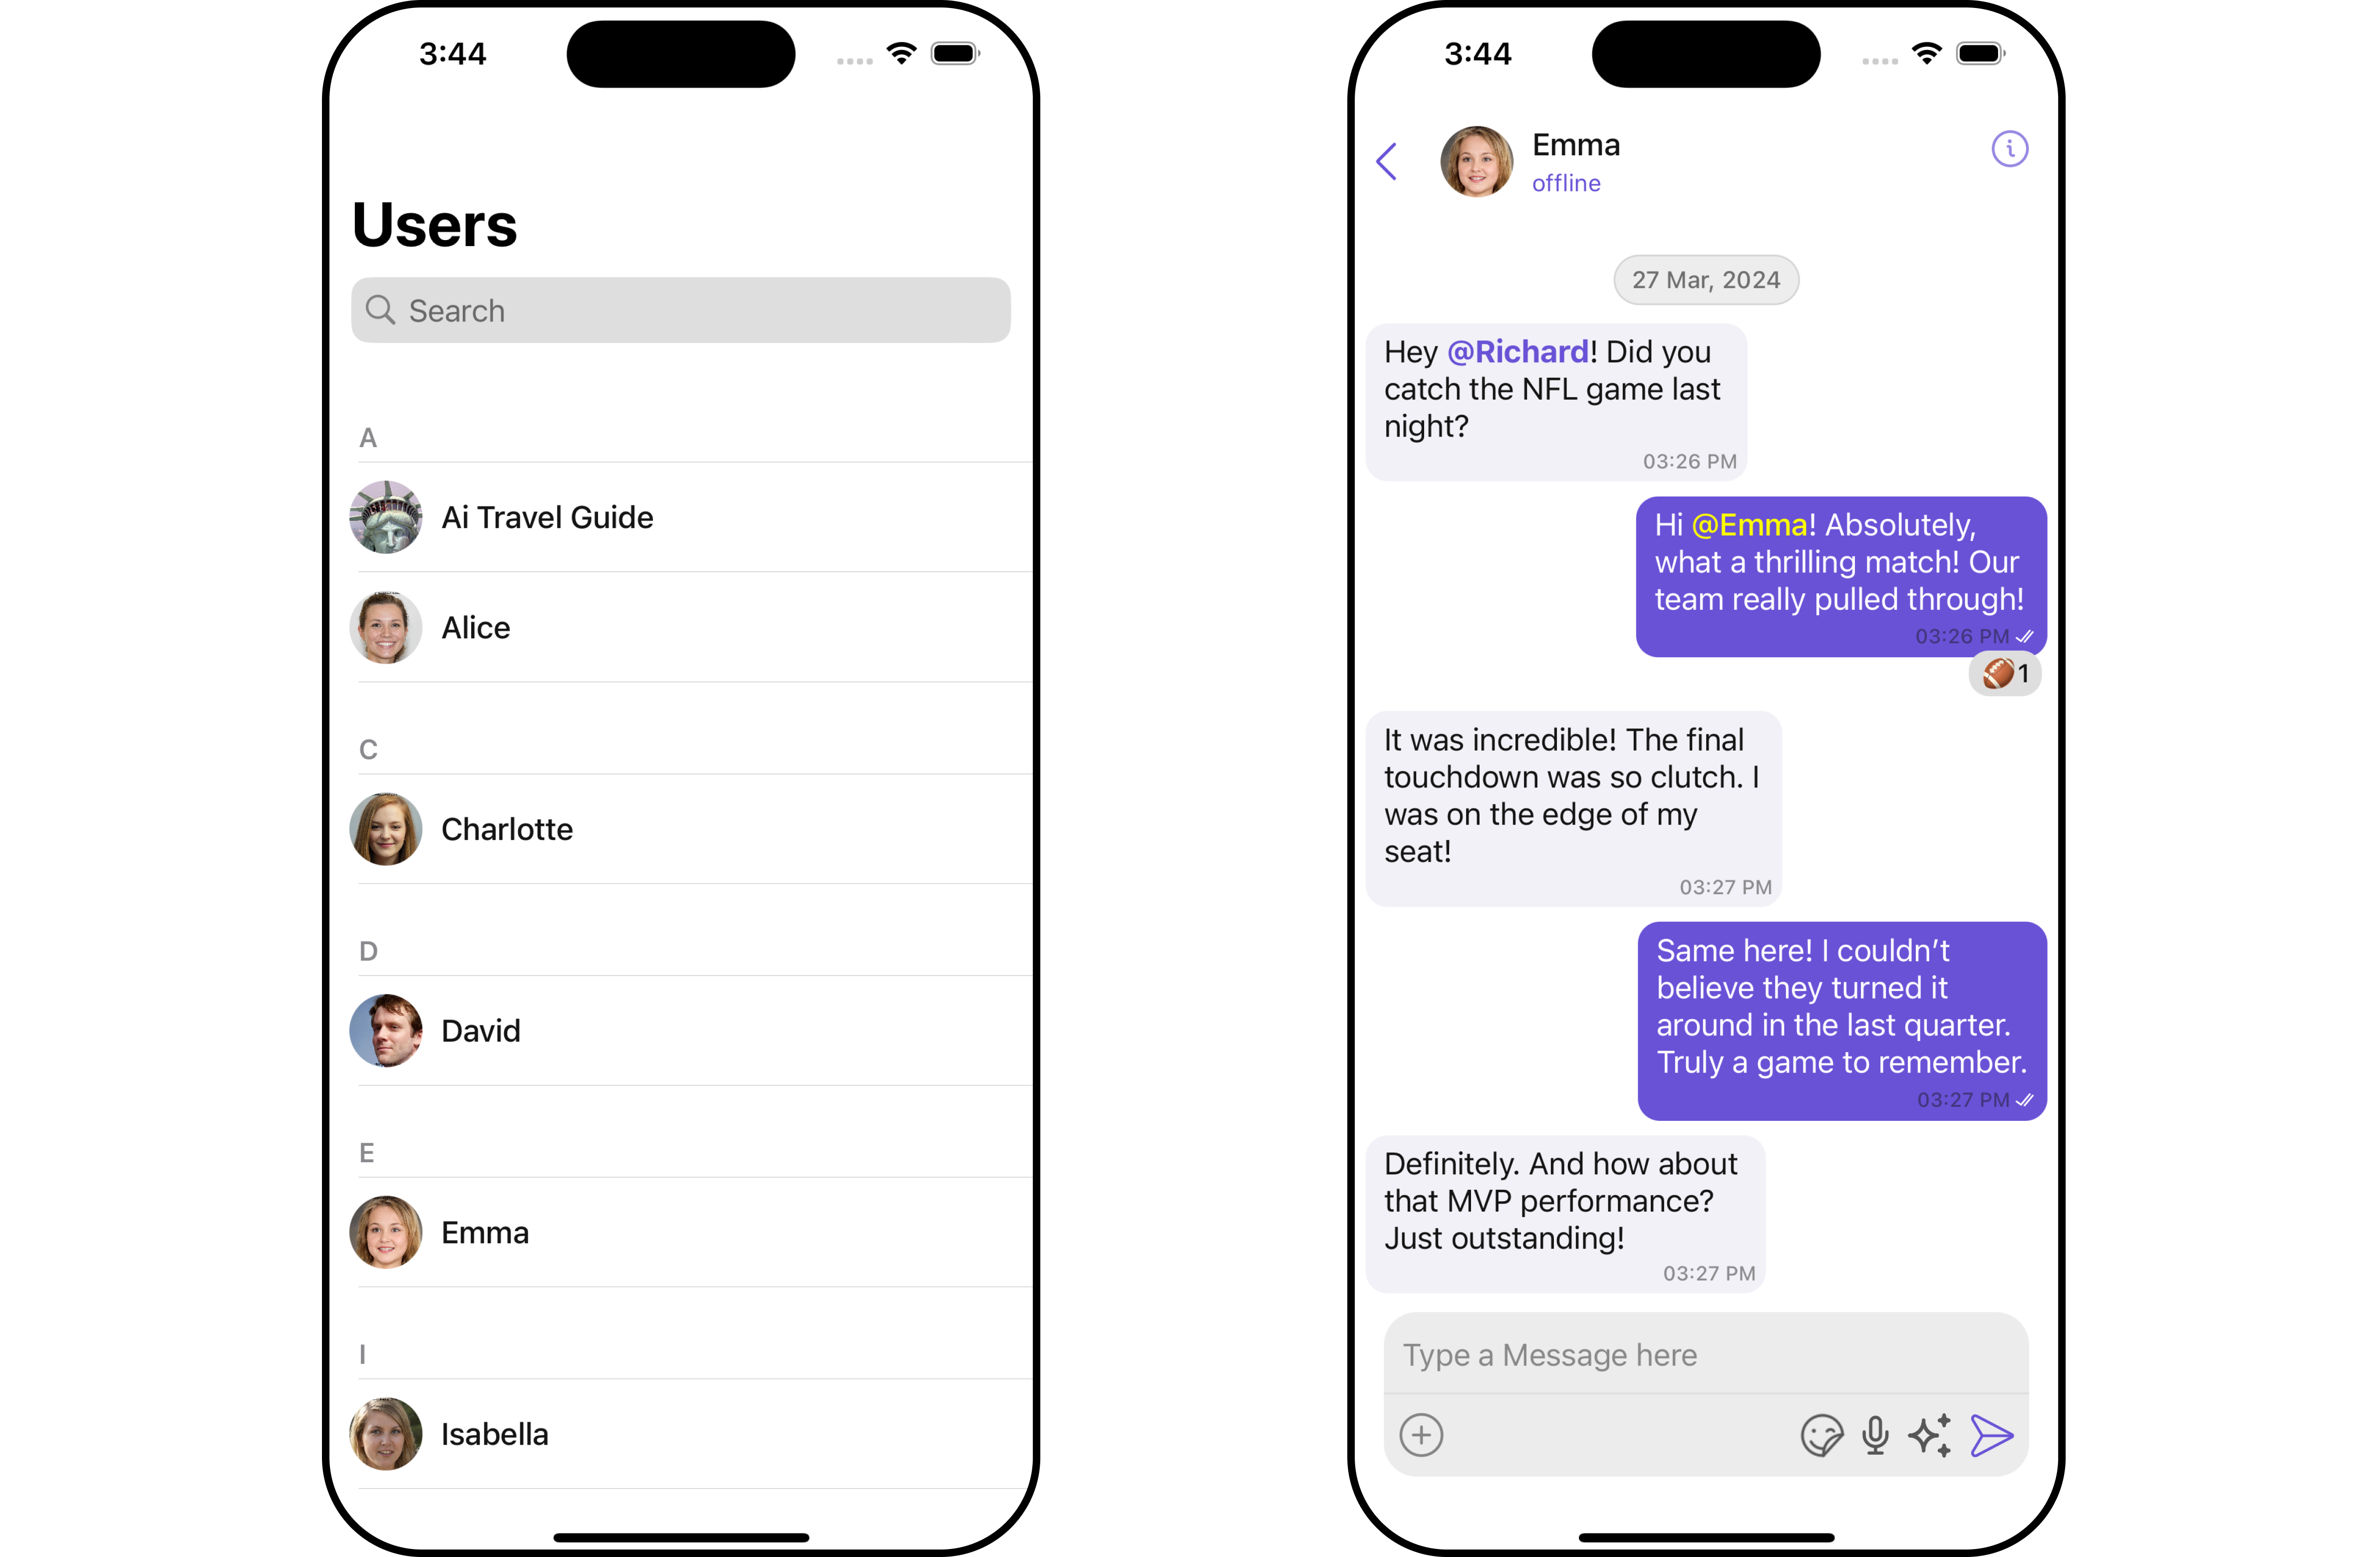 3:44
Users
Search
A
Ai Travel Guide
Alice
C
Charlotte
D
David
E
Emma
I
Isabella
3:44
Emma
offline
27 Mar, 2024
Hey @Richard! Did you
catch the NFL game last
night?
03:26 PM
Hi @Emma! Absolutely,
what a thrilling match! Our
team really pulled through!
03:26 PM
1
It was incredible! The final
touchdown was so clutch. I
was on the edge of my
seat!
03:27 PM
Same here! I couldn’t
believe they turned it
around in the last quarter.
Truly a game to remember.
03:27 PM
Definitely. And how about
that MVP performance?
Just outstanding!
03:27 PM
Type a Message here